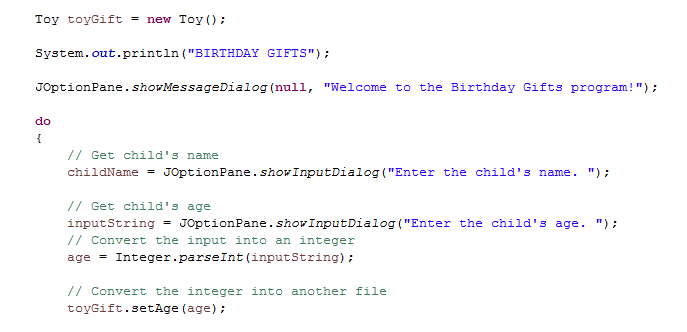 Toy toyGift = new Toy();
System.out.println("BIRTHDAY GIFTS");
JOptionPane.showMessageDialog(null, "Welcome to the Birthday Gifts program!");
do
{
// Get child's name
childName = JOptionPane.showInputDialog("Enter the child's name. ");
// Get child's age
inputString = JOptionPane.showInputDialog("Enter the child's age. ");
// Convert the input into an integer
age = Integer.parseInt(inputString);
// Convert the integer into another file
toyGift.setAge(age);